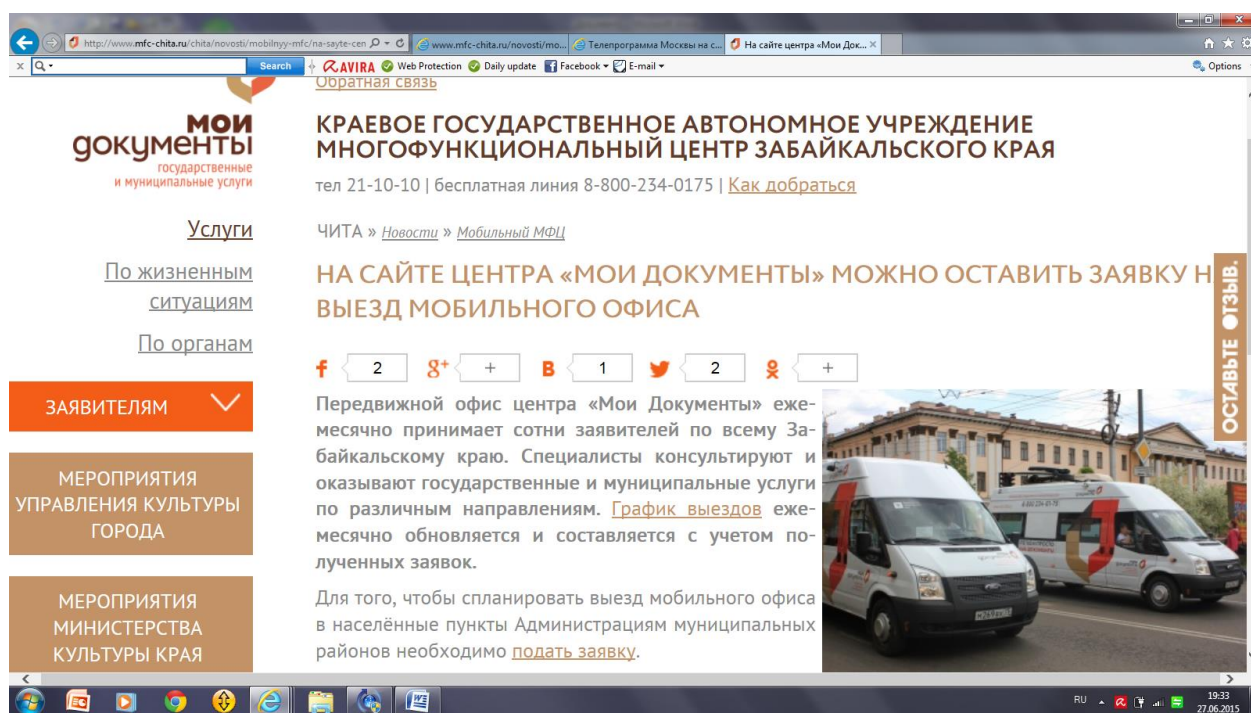 http://www.mfc-chita.ru/chita/novosti/mobilnyy-mfc/na-sayte-cen
www.mfc-chita.ru/novosti/mo...
Телепрограмма Москвы на с...
На сайте центра «Мои Док...
Search
AVIRA
Web Protection
Daily update
Facebook
E-mail
Options
Обратная связь
мои
документы
государственные
и муниципальные услуги
КРАЕВОЕ ГОСУДАРСТВЕННОЕ АВТОНОМНОЕ УЧРЕЖДЕНИЕ
МНОГОФУНКЦИОНАЛЬНЫЙ ЦЕНТР ЗАБАЙКАЛЬСКОГО КРАЯ
тел 21-10-10 | бесплатная линия 8-800-234-0175 | Как добраться
Услуги
По жизненным
ситуациям
По органам
ЗАЯВИТЕЛЯМ
МЕРОПРИЯТИЯ
УПРАВЛЕНИЯ КУЛЬТУРЫ
ГОРОДА
МЕРОПРИЯТИЯ
МИНИСТЕРСТВА
КУЛЬТУРЫ КРАЯ
ЧИТА » Новости » Мобильный МФЦ
НА САЙТЕ ЦЕНТРА «МОИ ДОКУМЕНТЫ» МОЖНО ОСТАВИТЬ ЗАЯВКУ Н
ВЫЕЗД МОБИЛЬНОГО ОФИСА
f 2 g+ + B 1 2 +
Передвижной офис центра «Мои Документы» еже-
месячно принимает сотни заявителей по всему За-
байкальскому краю. Специалисты консультируют и
оказывают государственные и муниципальные услуги
по различным направлениям. График выездов еже-
месячно обновляется и составляется с учетом по-
лученных заявок.
Для того, чтобы спланировать выезд мобильного офиса
в населённые пункты Администрациям муниципальных
районов необходимо подать заявку.
ОСТАВЬТЕ ОТЗЫВ.
RU
19:33
27.06.2015